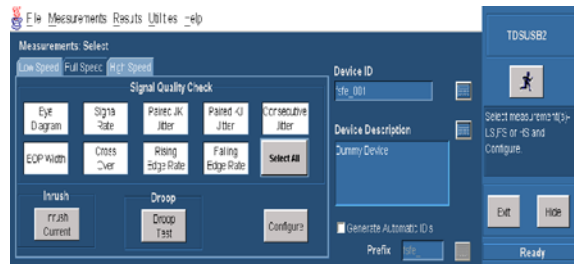 File Measurements Results Utilities Help
Measurements: Select
Low Speed Full Speed High Speed
Signal Quality Check
Eye Diagram
Signal Rate
Paired JK Jitter
Paired KJ Jitter
Consecutive Jitter
EOP Width
Cross Over
Rising Edge Rate
Falling Edge Rate
Select All
Inrush
Inrush Current
Droop
Droop Test
Configure
Device ID
tsfe_001
Device Description
Dummy Device
Generate Automatic IDs
Prefix tsfe_
TDSUSB2
Select measurement(s)-
LS,FS or HS and
Configure.
Exit Hide
Ready